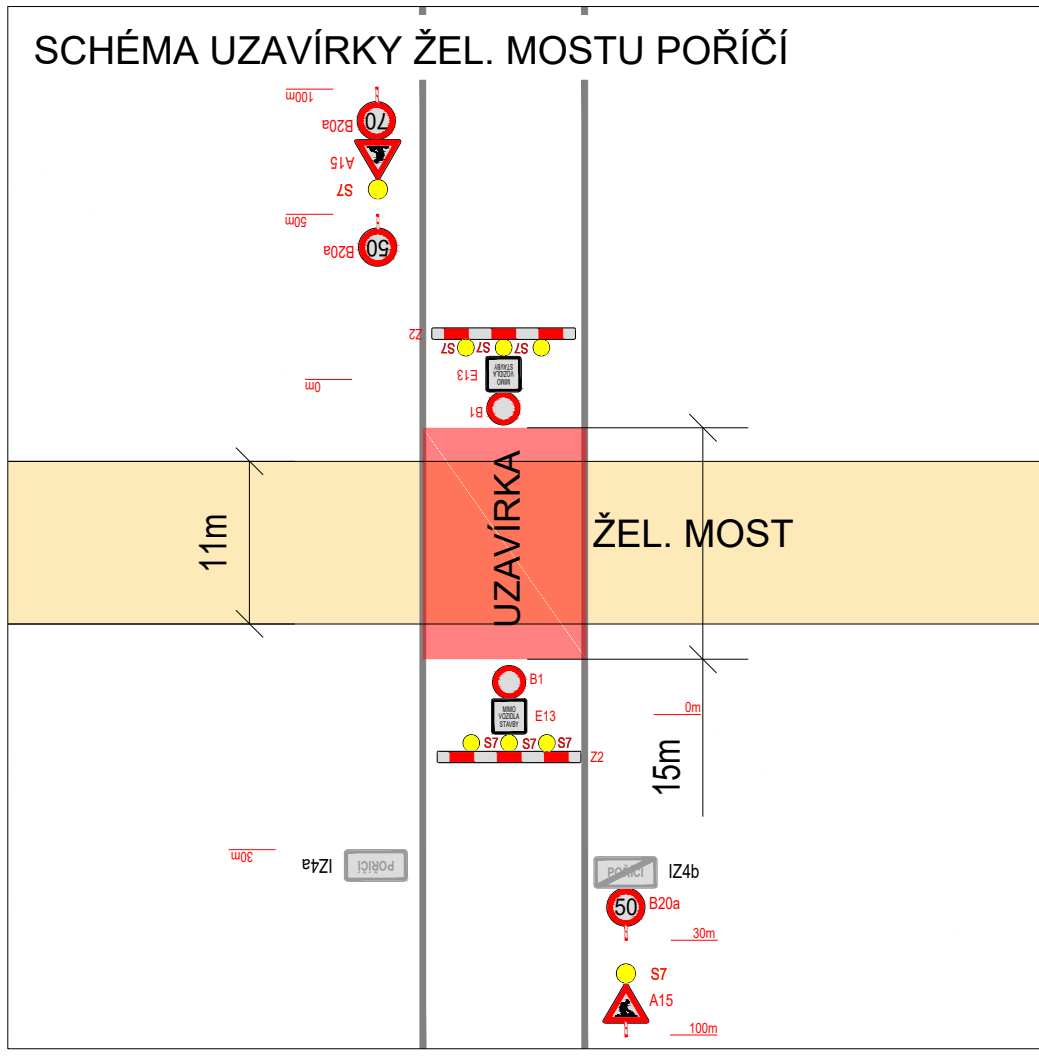 SCHÉMA UZAVÍRKY ŽEL. MOSTU POŘÍČÍ
100m
B20a
70
A15
S7
50m
B20a
50
Z2
S7
S7
S7
E13
MIMO
VOZIDLA
STAVBY
0m
B1
UZAVÍRKA
11m
ŽEL. MOST
B1
MIMO
VOZIDLA
STAVBY
E13
0m
S7
S7
S7
Z2
15m
30m
IZ4a
POŘÍČÍ
POŘÍČÍ
IZ4b
50
B20a
30m
S7
A15
100m